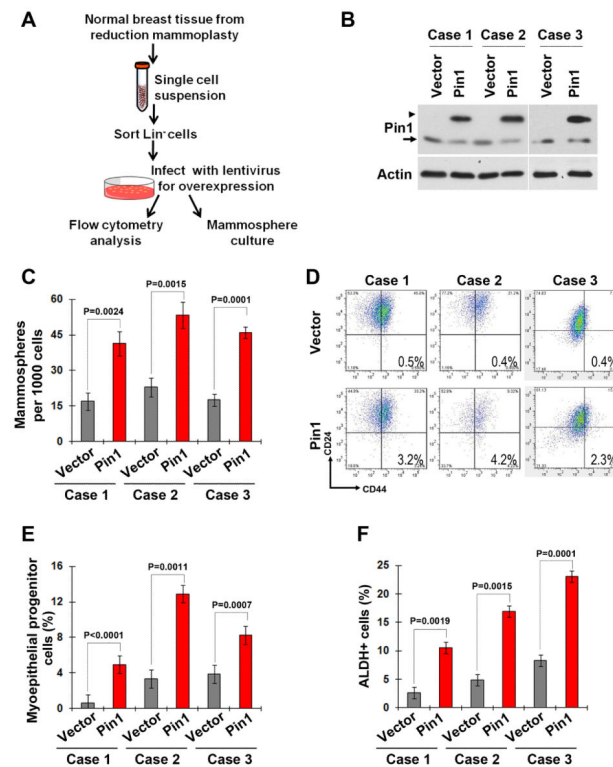 A
Normal breast tissue from
reduction mammoplasty
Single cell
suspension
Sort Lin⁻ cells
Infect with lentivirus
for overexpression
Flow cytometry
analysis
Mammosphere
culture
B
Case 1 Case 2 Case 3
Vector Pin1 Vector Pin1 Vector Pin1
Pin1
Actin
C
Mammospheres
per 1000 cells
60
45
30
15
0
P=0.0024
P=0.0015
P=0.0001
Vector Pin1 Vector Pin1 Vector Pin1
Case 1 Case 2 Case 3
D
Case 1 Case 2 Case 3
Vector
0.5% 0.4% 0.4%
Pin1
3.2% 4.2% 2.3%
CD24
CD44
E
Myoepithelial progenitor
cells (%)
16
12
8
4
0
P<0.0001
P=0.0011
P=0.0007
Vector Pin1 Vector Pin1 Vector Pin1
Case 1 Case 2 Case 3
F
ALDH+ cells (%)
25
20
15
10
5
0
P=0.0019
P=0.0015
P=0.0001
Vector Pin1 Vector Pin1 Vector Pin1
Case 1 Case 2 Case 3